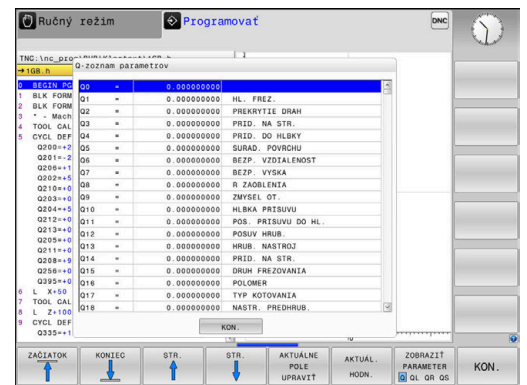 Ručný režim
Programovať
DNC
Q-zoznam parametrov
→1GB.h
0 BEGIN PG
1 BLK FORM
2 BLK FORM
3 * - Mach
4 TOOL CAL
5 CYCL DEF
Q200=+2
Q201=-2
Q206=+1
Q202=+5
Q210=+0
Q203=+0
Q204=+5
Q212=+0
Q213=+0
Q205=+0
Q211=+0
Q208=+9
Q256=+0
Q395=+0
6 L X+50
7 TOOL CAL
8 L Z+100
9 CYCL DEF
Q335=+1
Q0 = 0.000000000
Q1 = 0.000000000 HL. FREZ.
Q2 = 0.000000000 PREKRYTIE DRAH
Q3 = 0.000000000 PRID. NA STR.
Q4 = 0.000000000 PRID. DO HLBKY
Q5 = 0.000000000 SURAD. POVRCHU
Q6 = 0.000000000 BEZP. VZDIALENOST
Q7 = 0.000000000 BEZP. VYSKA
Q8 = 0.000000000 R ZAOBLENIA
Q9 = 0.000000000 ZMYSEL OT.
Q10 = 0.000000000 HLBKA PRISUVU
Q11 = 0.000000000 POS. PRISUVU DO HL.
Q12 = 0.000000000 POSUV HRUB.
Q13 = 0.000000000 HRUB. NASTROJ
Q14 = 0.000000000 PRID. NA STR.
Q15 = 0.000000000 DRUH FREZOVANIA
Q16 = 0.000000000 POLOMER
Q17 = 0.000000000 TYP KOTOVANIA
Q18 = 0.000000000 NASTR. PREDHRUB.
KON.
ZAČIATOK
KONIEC
STR.
STR.
AKTUÁLNE
POLE
UPRAVIŤ
AKTUÁL.
HODN.
ZOBRAZIŤ
PARAMETER
Q QL QR QS
KON.